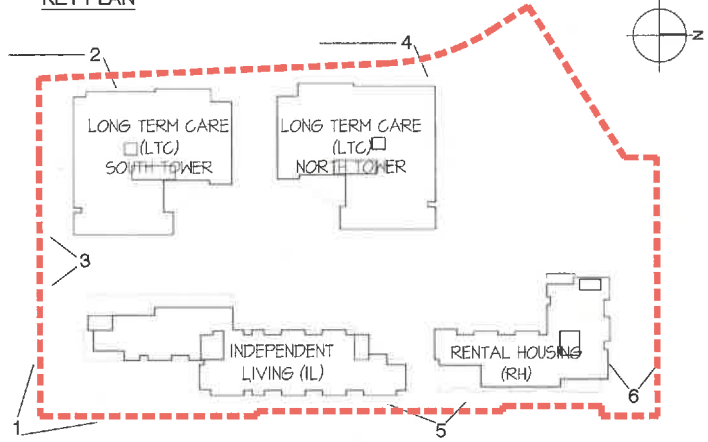 KEY PLAN
N
2
4
LONG TERM CARE
(LTC)
SOUTH TOWER
LONG TERM CARE
(LTC)
NORTH TOWER
3
INDEPENDENT
LIVING (IL)
RENTAL HOUSING
(RH)
6
1
5